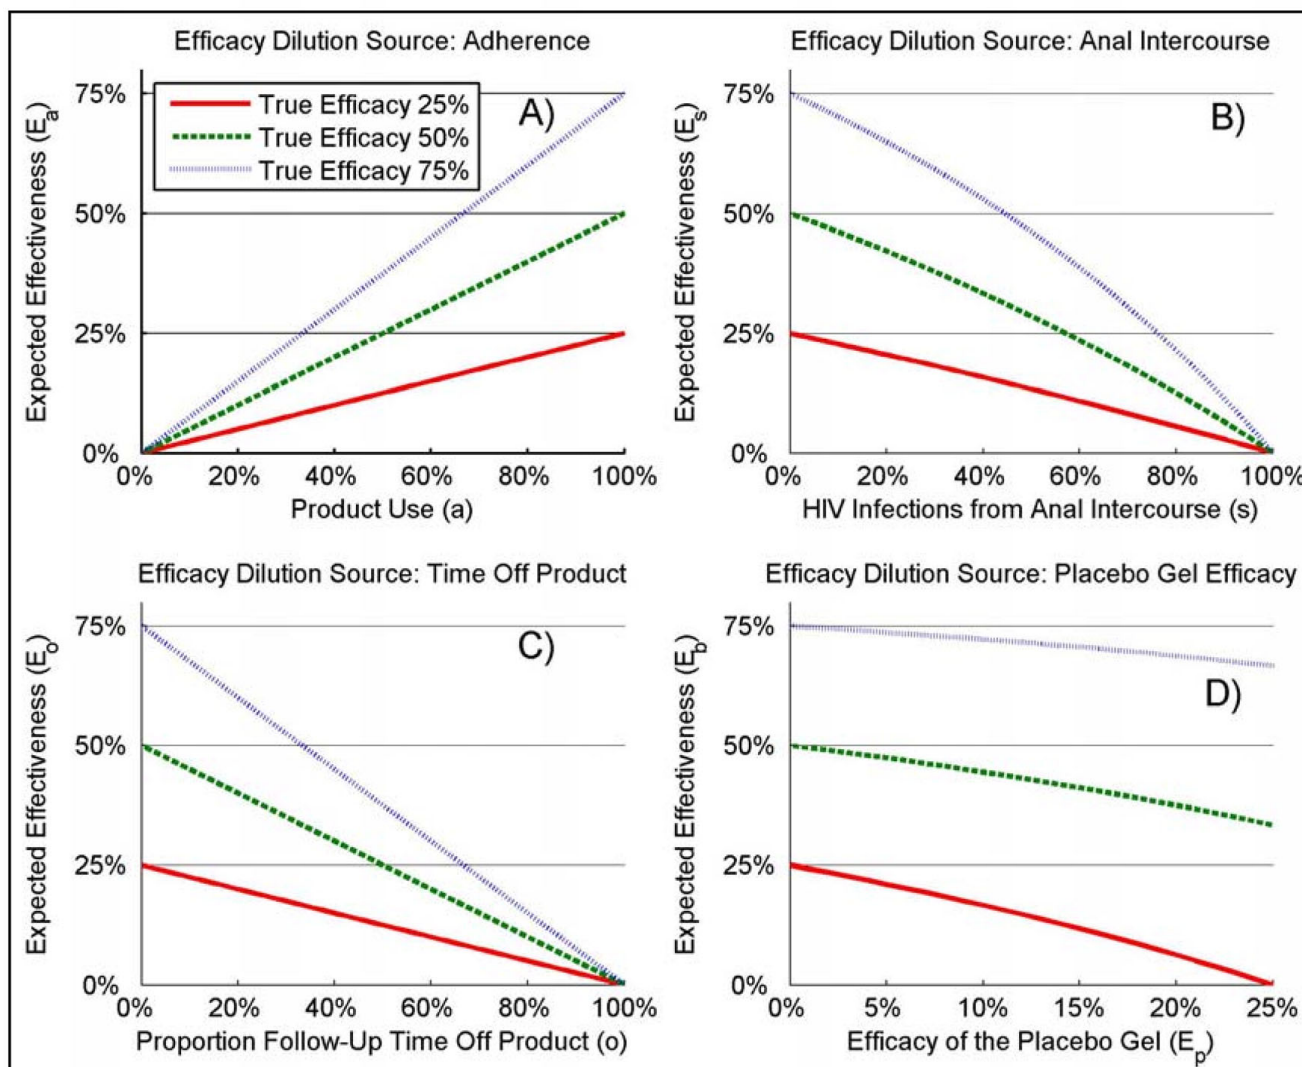 Efficacy Dilution Source: Adherence
75%
50%
25%
0%
Expected Effectiveness (Ea)
True Efficacy 25%
True Efficacy 50%
True Efficacy 75%
A)
0% 20% 40% 60% 80% 100%
Product Use (a)
Efficacy Dilution Source: Anal Intercourse
75%
50%
25%
0%
Expected Effectiveness (Es)
B)
0% 20% 40% 60% 80% 100%
HIV Infections from Anal Intercourse (s)
Efficacy Dilution Source: Time Off Product
75%
50%
25%
0%
Expected Effectiveness (Eo)
C)
0% 20% 40% 60% 80% 100%
Proportion Follow-Up Time Off Product (o)
Efficacy Dilution Source: Placebo Gel Efficacy
75%
50%
25%
0%
Expected Effectiveness (Eb)
D)
0% 5% 10% 15% 20% 25%
Efficacy of the Placebo Gel (Ep)